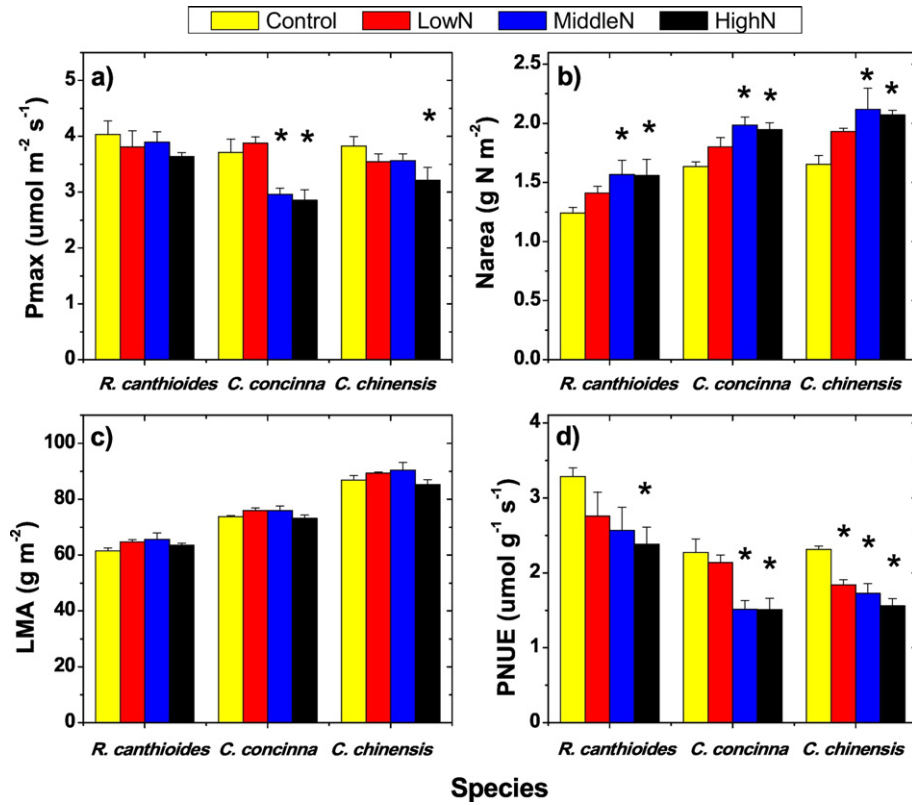 Control LowN MiddleN HighN
a)
Pmax (umol m-2 s-1)
5
4
3
2
1
0
R. canthioides C. concinna C. chinensis
b)
Narea (g N m-2)
2.5
2.0
1.5
1.0
0.5
0.0
* * * * * *
* * *
R. canthioides C. concinna C. chinensis
c)
LMA (g m-2)
100
80
60
40
20
0
R. canthioides C. concinna C. chinensis
d)
PNUE (umol g-1 s-1)
4
3
2
1
0
* * * * * *
R. canthioides C. concinna C. chinensis
Species